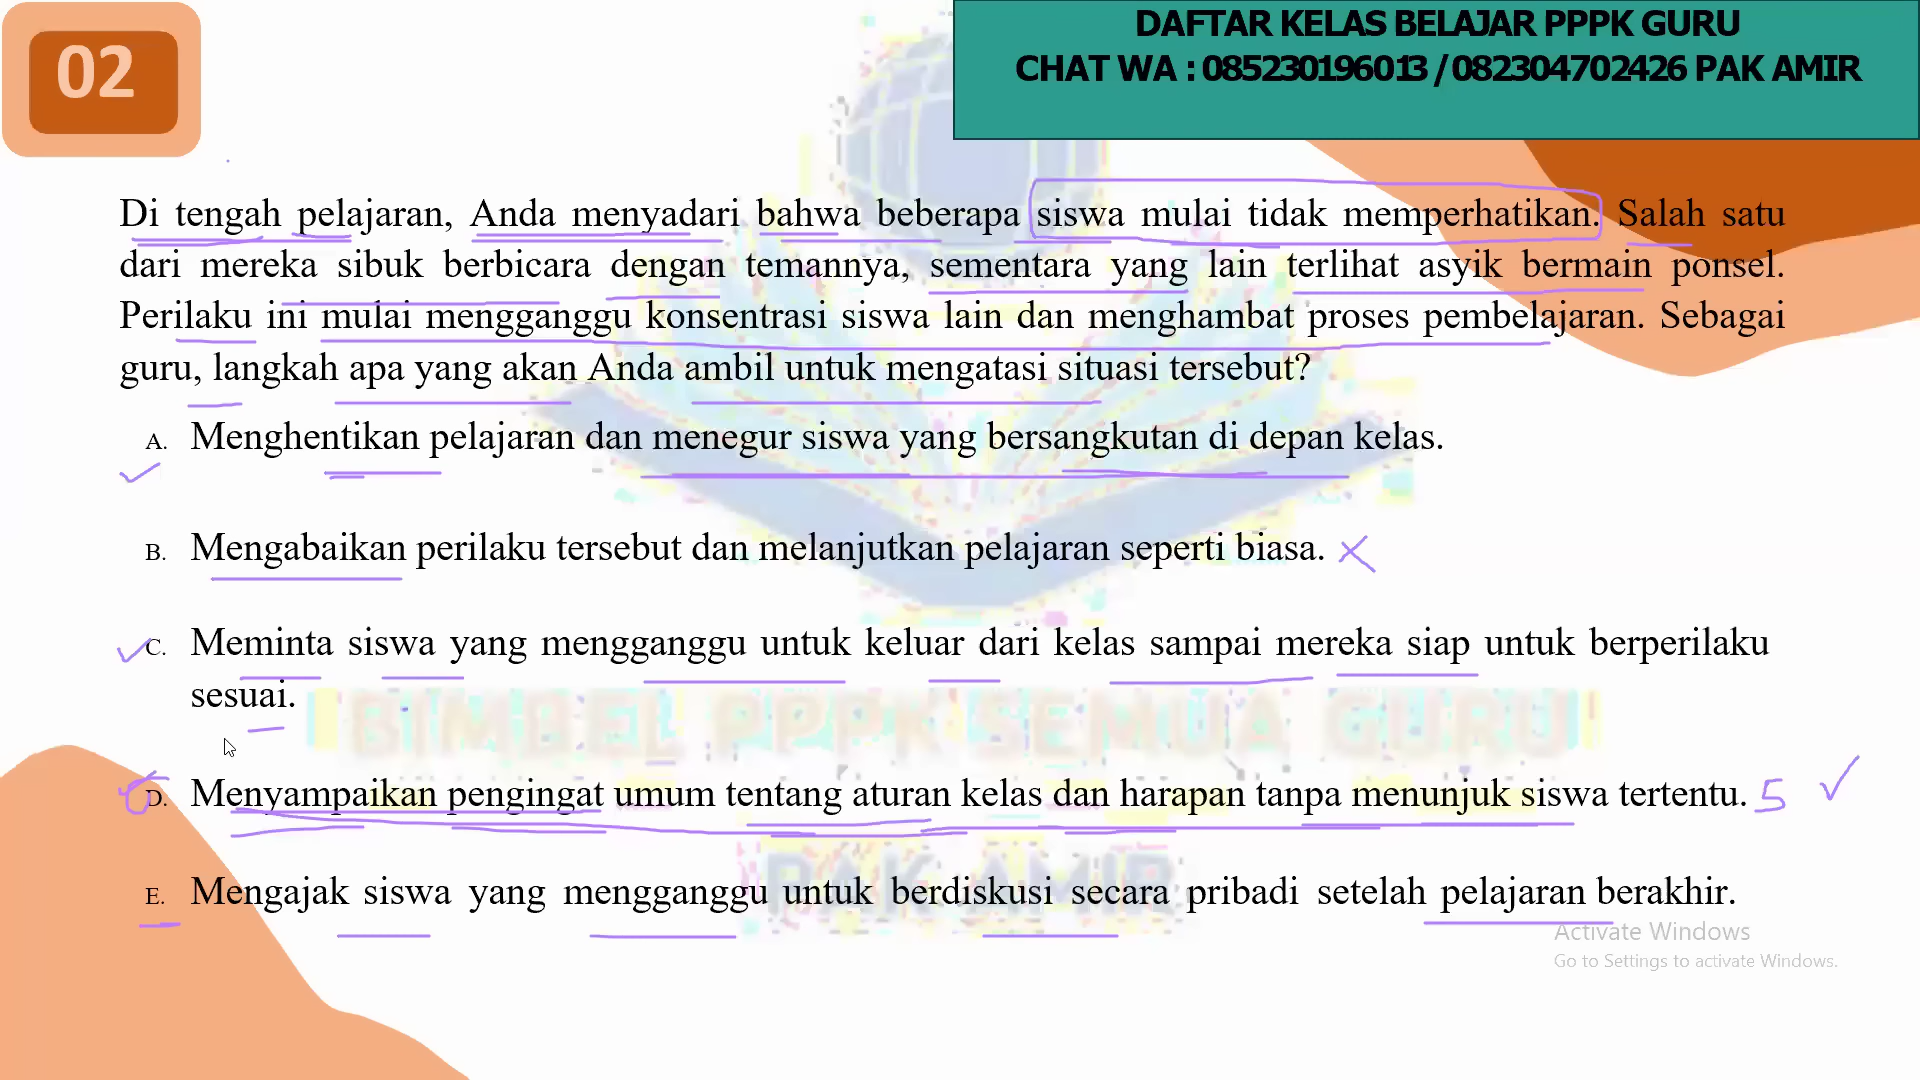 02
DAFTAR KELAS BELAJAR PPPK GURU
CHAT WA : 085230196013 / 082304702426 PAK AMIR
Di tengah pelajaran, Anda menyadari bahwa beberapa siswa mulai tidak memperhatikan. Salah satu
dari mereka sibuk berbicara dengan temannya, sementara yang lain terlihat asyik bermain ponsel.
Perilaku ini mulai mengganggu konsentrasi siswa lain dan menghambat proses pembelajaran. Sebagai
guru, langkah apa yang akan Anda ambil untuk mengatasi situasi tersebut?
A. Menghentikan pelajaran dan menegur siswa yang bersangkutan di depan kelas.
B. Mengabaikan perilaku tersebut dan melanjutkan pelajaran seperti biasa.
C. Meminta siswa yang mengganggu untuk keluar dari kelas sampai mereka siap untuk berperilaku
sesuai.
BIMBEL PPPK SEMUA GURU
D. Menyampaikan pengingat umum tentang aturan kelas dan harapan tanpa menunjuk siswa tertentu. 5
PAK AMIR
E. Mengajak siswa yang mengganggu untuk berdiskusi secara pribadi setelah pelajaran berakhir.
Activate Windows
Go to Settings to activate Windows.